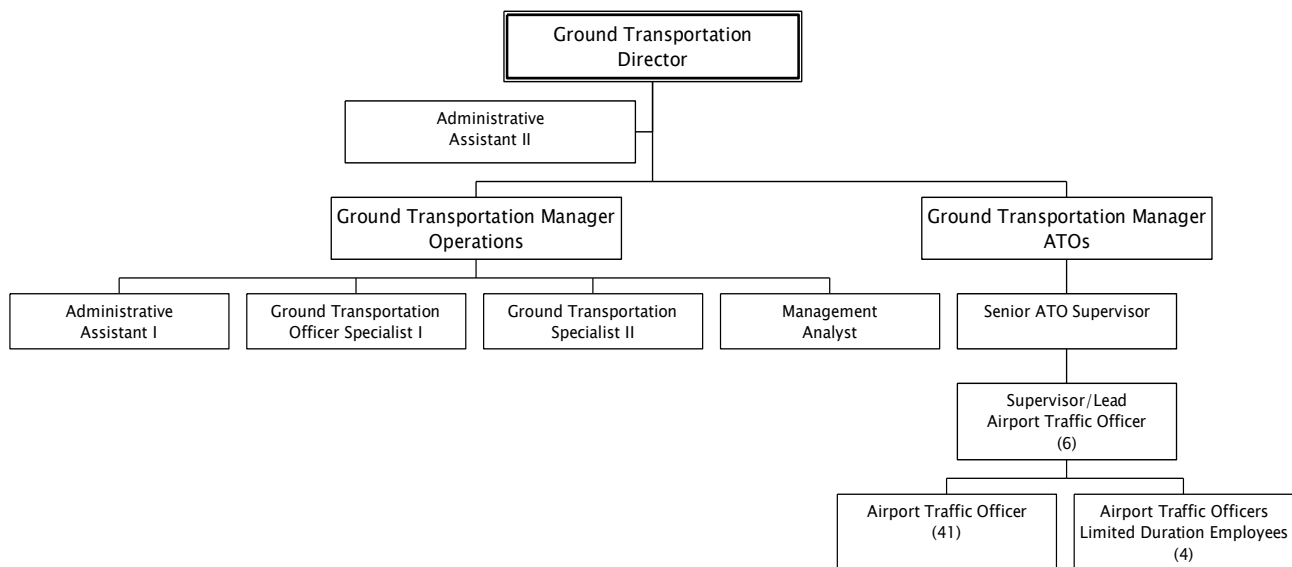 Ground Transportation
Director
Administrative
Assistant II
Ground Transportation Manager
Operations
Ground Transportation Manager
ATOs
Administrative
Assistant I
Ground Transportation
Officer Specialist I
Ground Transportation
Specialist II
Management
Analyst
Senior ATO Supervisor
Supervisor/Lead
Airport Traffic Officer
(6)
Airport Traffic Officer
(41)
Airport Traffic Officers
Limited Duration Employees
(4)